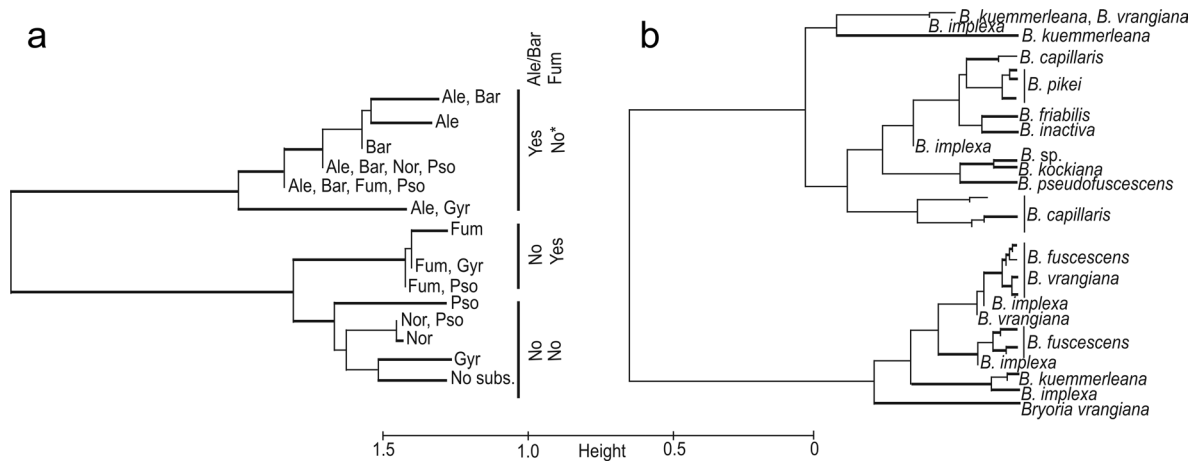 a
Ale/Bar
Fum
Ale, Bar
Ale
Bar
Ale, Bar, Nor, Pso
Ale, Bar, Fum, Pso
Ale, Gyr
Yes
No*
Fum
Fum, Gyr
Fum, Pso
No
Yes
Pso
Nor, Pso
Nor
Gyr
No subs.
No
No
b
B. kuemmerleana, B. vrangiana
B. implexa
B. kuemmerleana
B. capillaris
B. pikei
B. friabilis
B. inactiva
B. implexa
B. sp.
B. kockiana
B. pseudofuscescens
B. capillaris
B. fuscescens
B. vrangiana
B. implexa
B. vrangiana
B. fuscescens
B. implexa
B. kuemmerleana
B. implexa
Bryoria vrangiana
1.5 1.0 Height 0.5 0